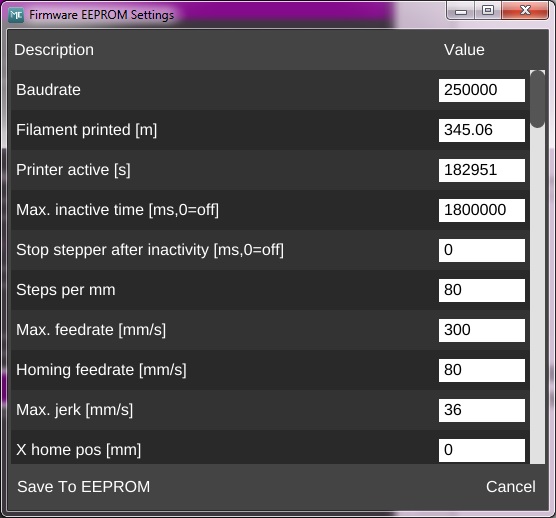 Firmware EEPROM Settings
Description Value
Baudrate 250000
Filament printed [m] 345.06
Printer active [s] 182951
Max. inactive time [ms,0=off] 1800000
Stop stepper after inactivity [ms,0=off] 0
Steps per mm 80
Max. feedrate [mm/s] 300
Homing feedrate [mm/s] 80
Max. jerk [mm/s] 36
X home pos [mm] 0
Save To EEPROM Cancel